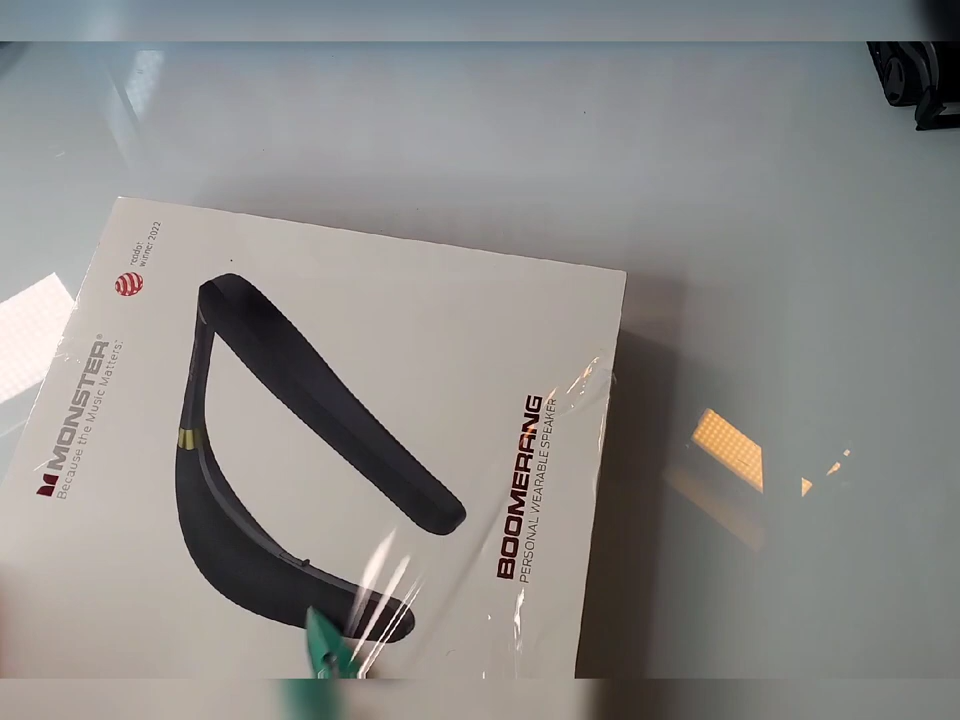 reddot
winner 2022
MONSTER®
Because the Music Matters.
BOOMERANG
PERSONAL WEARABLE SPEAKER